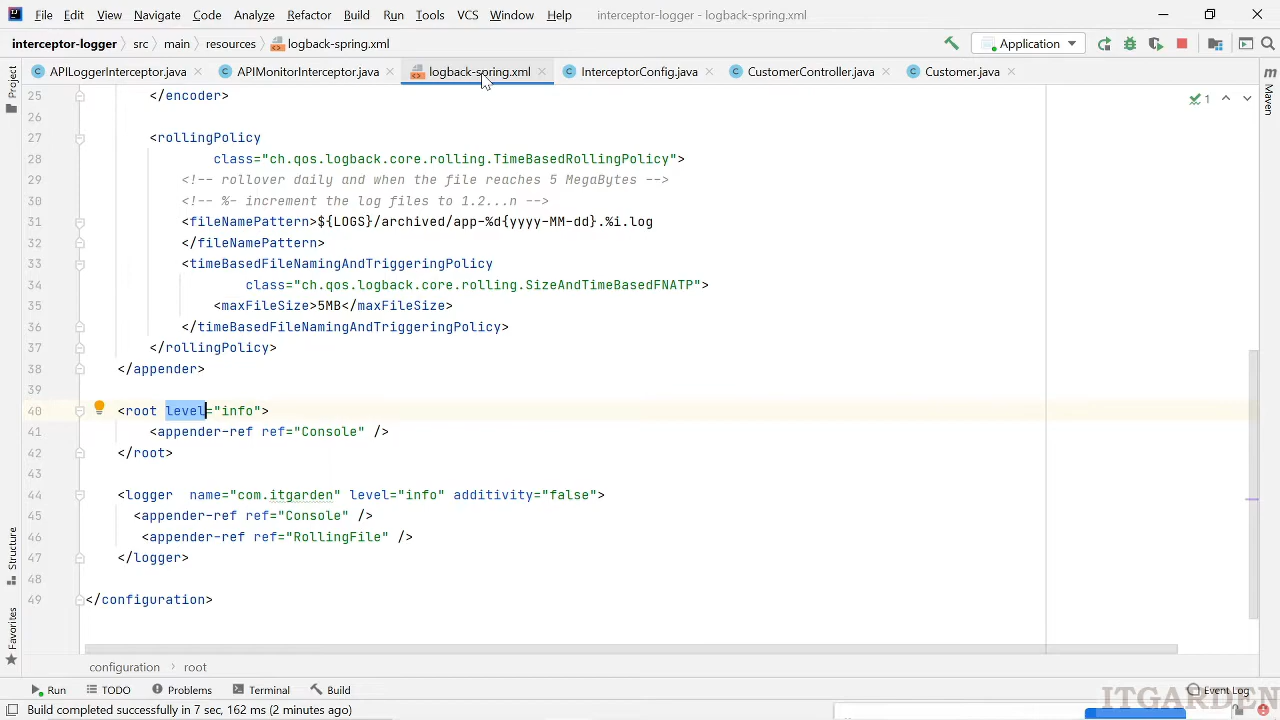 File Edit View Navigate Code Analyze Refactor Build Run Tools VCS Window Help interceptor-logger - logback-spring.xml
interceptor-logger src main resources logback-spring.xml Application
Project APILoggerInterceptor.java APIMonitorInterceptor.java logback-spring.xml InterceptorConfig.java CustomerController.java Customer.java m Maven
25 </encoder> 1
26
27 <rollingPolicy
28 class="ch.qos.logback.core.rolling.TimeBasedRollingPolicy">
29 <!-- rollover daily and when the file reaches 5 MegaBytes -->
30 <!-- %- increment the log files to 1.2...n -->
31 <fileNamePattern>${LOGS}/archived/app-%d{yyyy-MM-dd}.%i.log
32 </fileNamePattern>
33 <timeBasedFileNamingAndTriggeringPolicy
34 class="ch.qos.logback.core.rolling.SizeAndTimeBasedFNATP">
35 <maxFileSize>5MB</maxFileSize>
36 </timeBasedFileNamingAndTriggeringPolicy>
37 </rollingPolicy>
38 </appender>
39
40 <root level="info">
41 <appender-ref ref="Console" />
42 </root>
43
44 <logger name="com.itgarden" level="info" additivity="false">
45 <appender-ref ref="Console" />
46 <appender-ref ref="RollingFile" />
47 </logger>
48
49 </configuration>
Structure
Favorites
configuration root
Run TODO Problems Terminal Build Event Log
ITGARDEN
Build completed successfully in 7 sec, 162 ms (2 minutes ago)